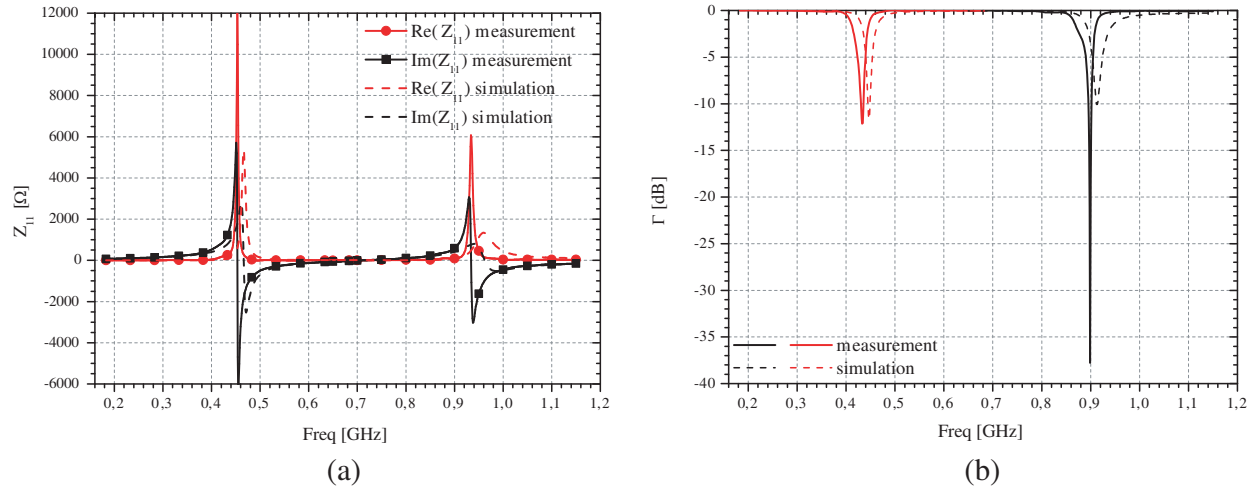 12000
10000
8000
6000
4000
2000
0
-2000
-4000
-6000
Z11 [Ω]
Re(Z11) measurement
Im(Z11) measurement
Re(Z11) simulation
Im(Z11) simulation
0,2 0,3 0,4 0,5 0,6 0,7 0,8 0,9 1,0 1,1 1,2
Freq [GHz]
(a)
0
-5
-10
-15
-20
-25
-30
-35
-40
Γ [dB]
measurement
simulation
0,2 0,3 0,4 0,5 0,6 0,7 0,8 0,9 1,0 1,1 1,2
Freq [GHz]
(b)